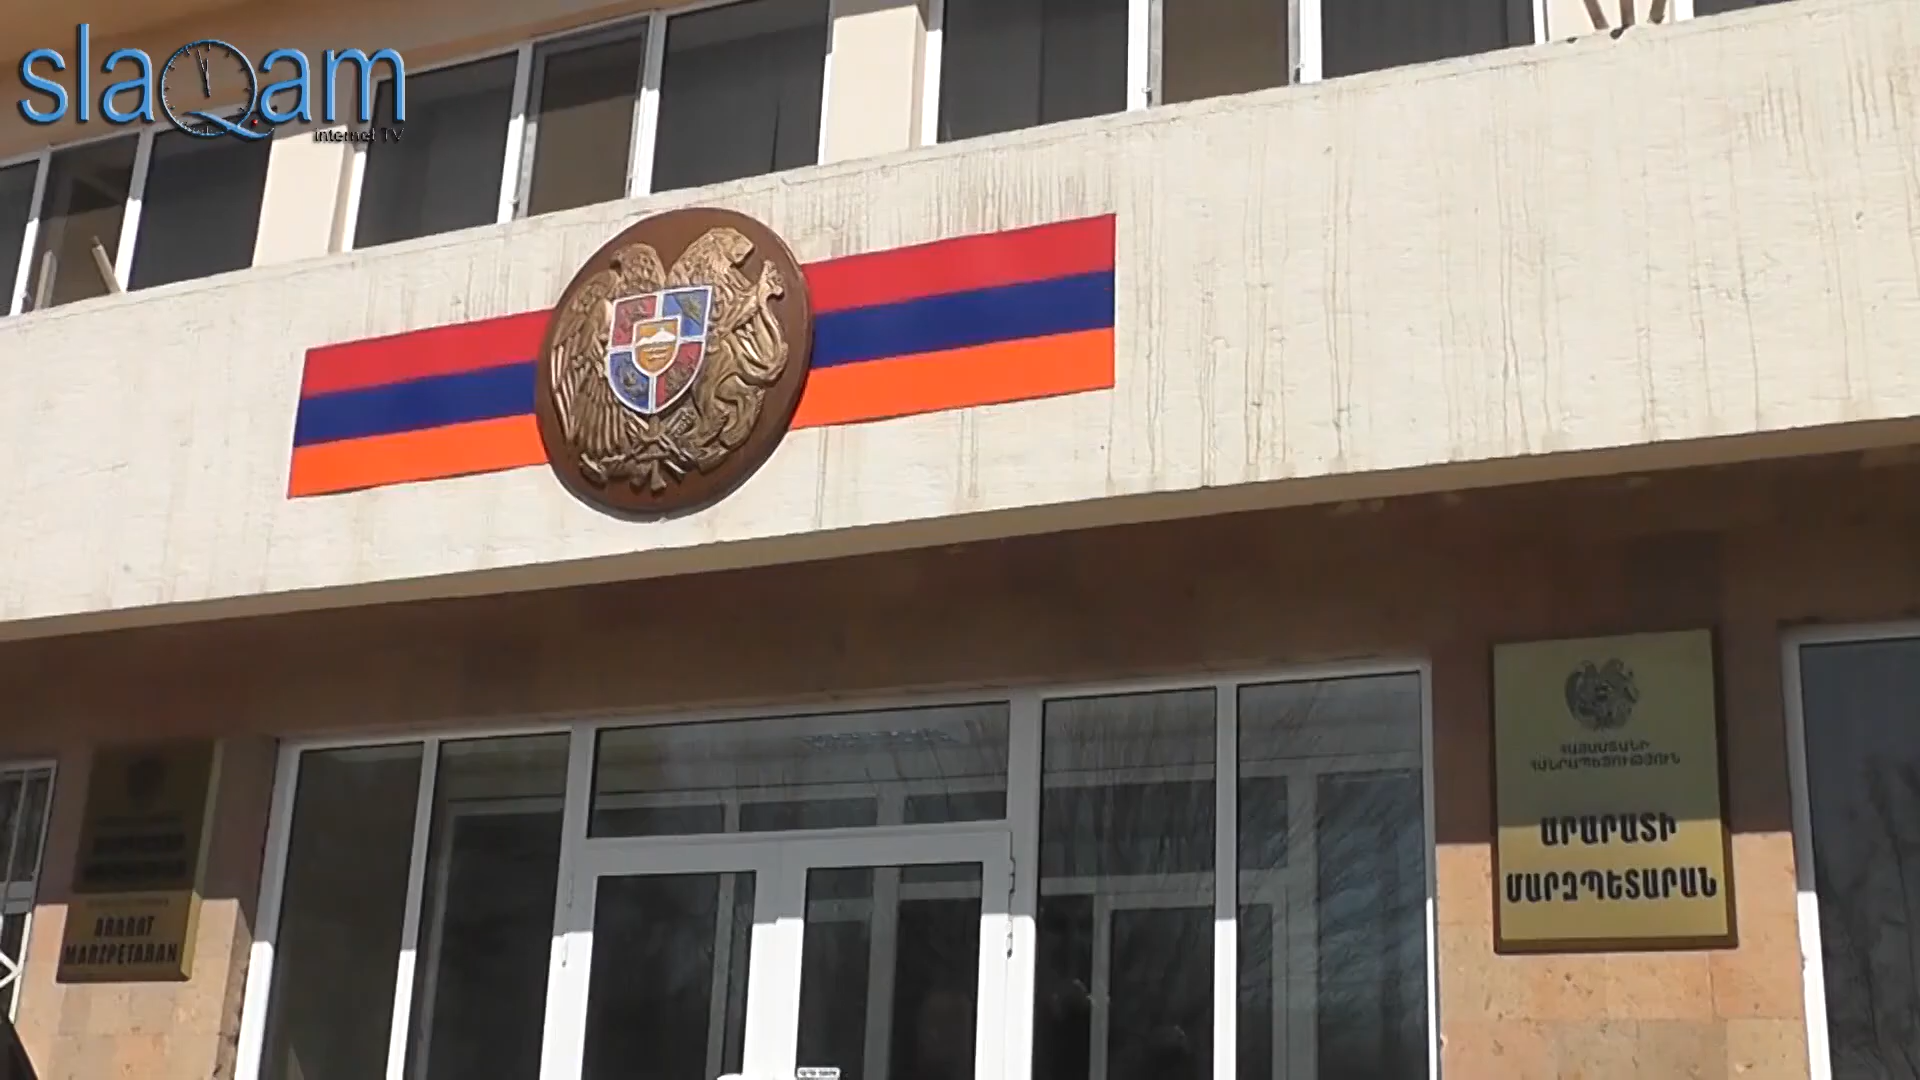 slaQam
internet TV
ՀԱՅԱՍՏԱՆԻ
ՀԱՆՐԱՊԵՏՈՒԹՅՈՒՆ
ԱՐԱՐԱՏԻ
ՄԱՐԶՊԵՏԱՐԱՆ
ARARAT
MARZPETARAN